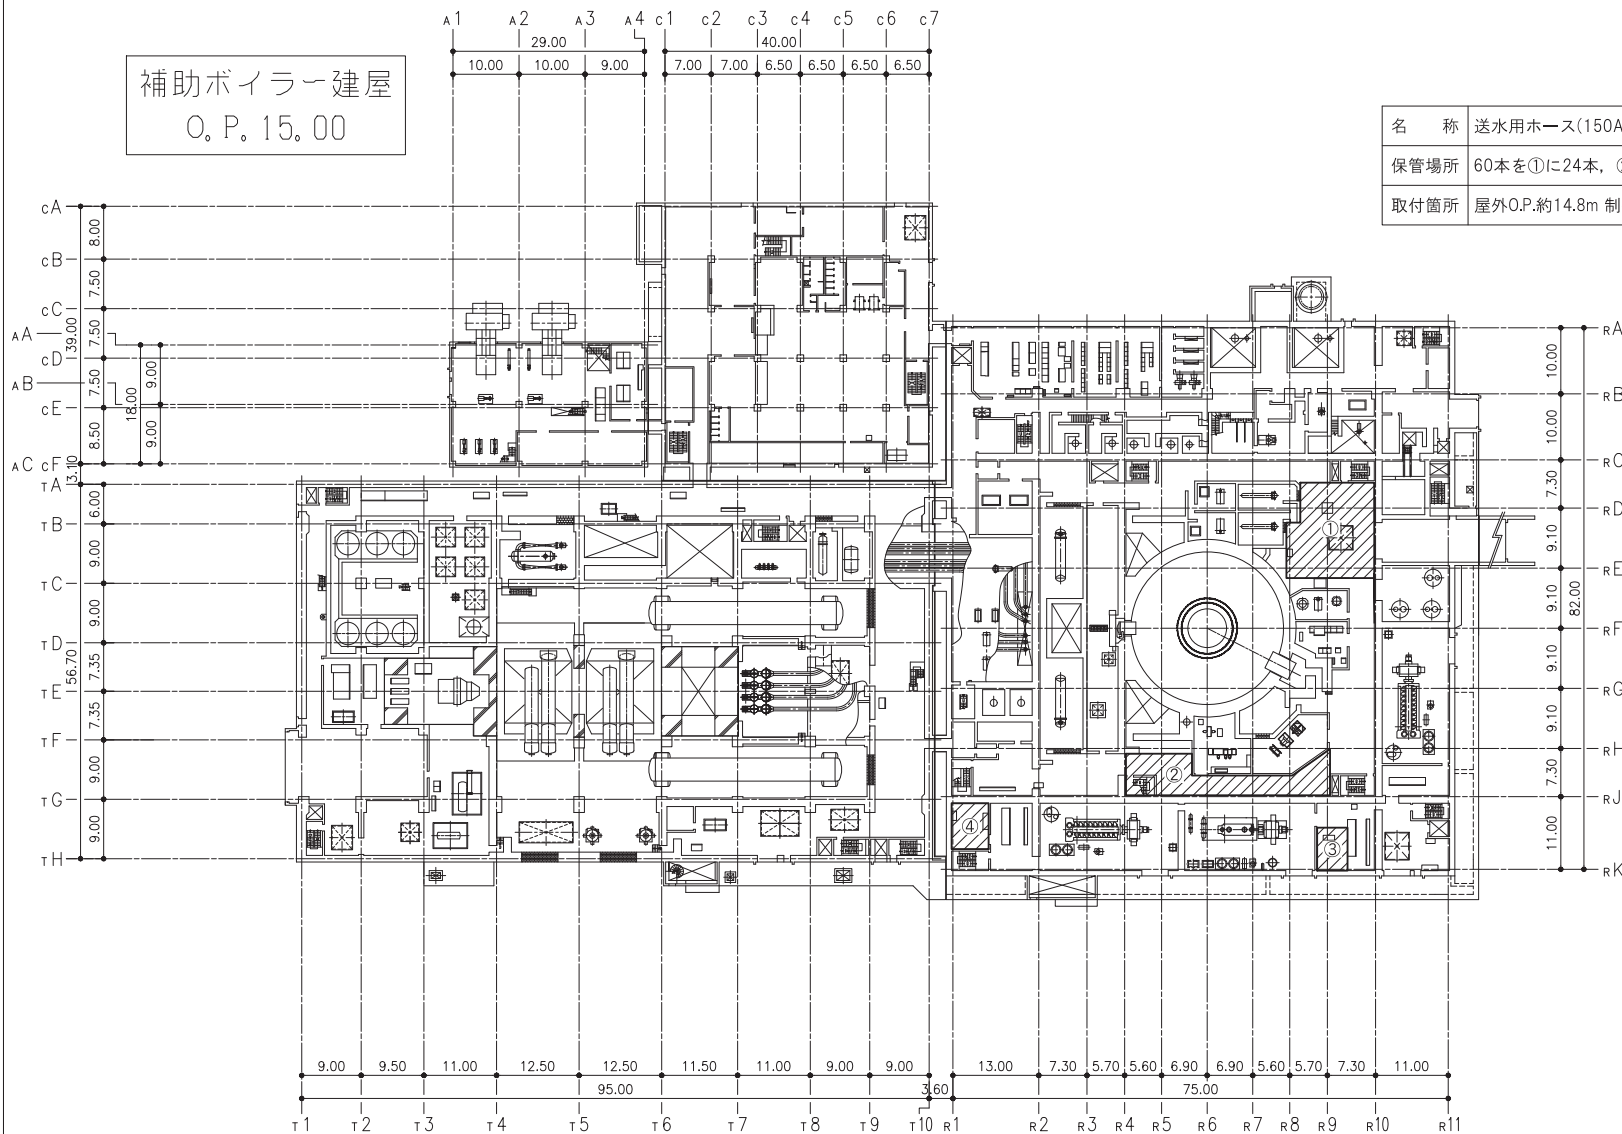 A1 A2 A3 A4 C1 C2 C3 C4 C5 C6 C7
29.00 40.00
10.00 10.00 9.00 7.00 7.00 6.50 6.50 6.50 6.50
補助ボイラー建屋
O. P. 15. 00
名 称 送水用ホース(150A
保管場所 60本を①に24本,
取付箇所 屋外O.P.約14.8m 制
CA
8.00
CB
7.50
CC
AA
39.00
7.50
CD
AB
7.50
9.00
18.00
CE
8.50
9.00
AC CF
3.10
TA
6.00
TB
9.00
TC
9.00
TD
56.70
7.35
TE
7.35
TF
9.00
TG
9.00
TH
RA
10.00
RB
10.00
RC
7.30
RD
9.10
RE
9.10
82.00
RF
9.10
RG
9.10
RH
7.30
RJ
11.00
RK
①
②
④
③
9.00 9.50 11.00 12.50 12.50 11.50 11.00 9.00 9.00 13.00 7.30 5.70 5.60 6.90 6.90 5.60 5.70 7.30 11.00
95.00 3.60 75.00
T1 T2 T3 T4 T5 T6 T7 T8 T9 T10 R1 R2 R3 R4 R5 R6 R7 R8 R9 R10 R11